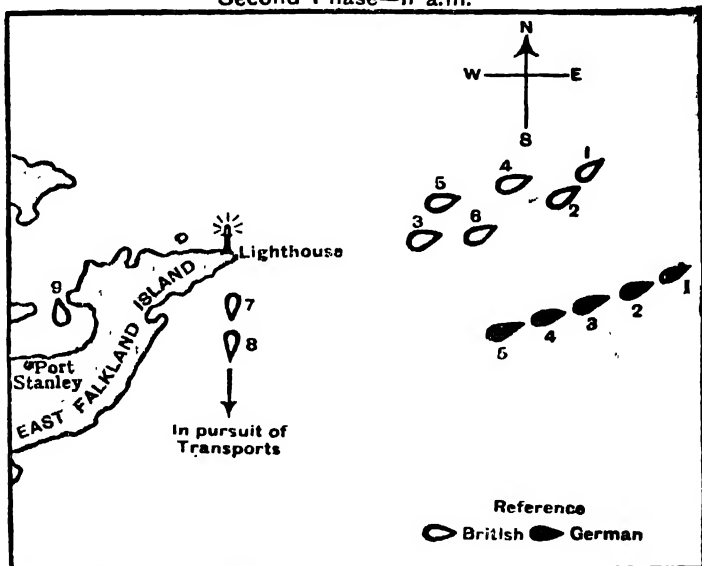 Second Phase—11 a.m.
N
W E
S
1
4
5
2
3 6
Lighthouse
9
7
1
2
3
4
5
8
Port
Stanley
EAST FALKLAND ISLAND
In pursuit of
Transports
Reference
British German